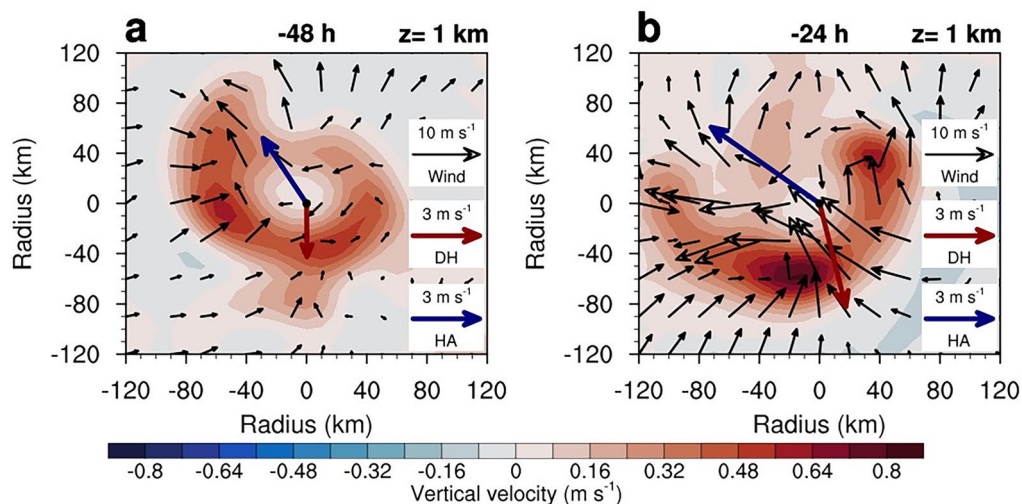 a -48 h z= 1 km
120
80
40
0
-40
-80
-120
Radius (km)
-120 -80 -40 0 40 80 120
Radius (km)
10 m s⁻¹
Wind
3 m s⁻¹
DH
3 m s⁻¹
HA
b -24 h z= 1 km
120
80
40
0
-40
-80
-120
Radius (km)
-120 -80 -40 0 40 80 120
Radius (km)
10 m s⁻¹
Wind
3 m s⁻¹
DH
3 m s⁻¹
HA
-0.8 -0.64 -0.48 -0.32 -0.16 0 0.16 0.32 0.48 0.64 0.8
Vertical velocity (m s⁻¹)